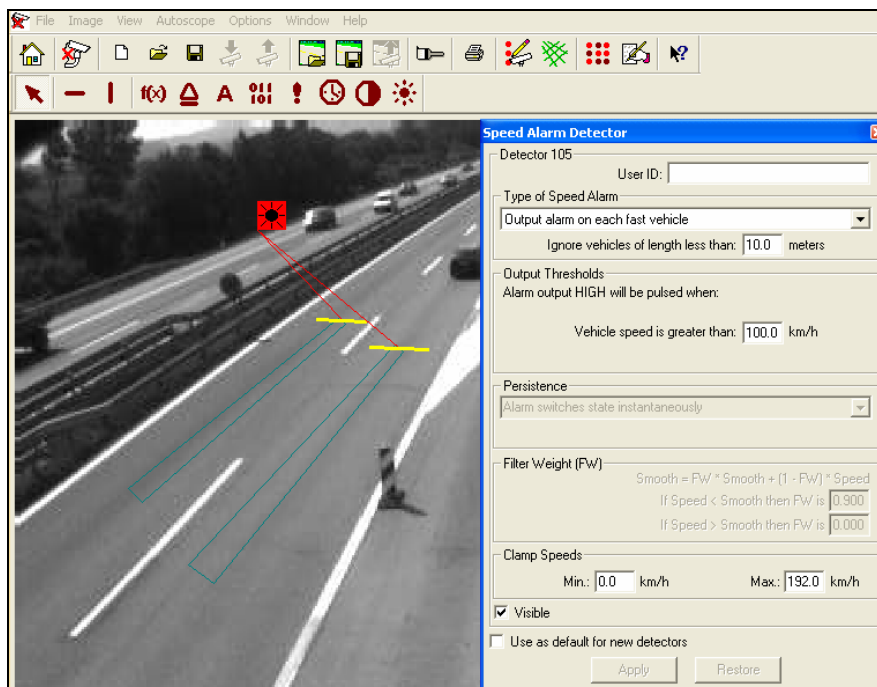 File Image View Autoscope Options Window Help
f(x) A 011 101 !
Speed Alarm Detector
Detector 105
User ID:
Type of Speed Alarm
Output alarm on each fast vehicle
Ignore vehicles of length less than: 10.0 meters
Output Thresholds
Alarm output HIGH will be pulsed when:
Vehicle speed is greater than: 100.0 km/h
Persistence
Alarm switches state instantaneously
Filter Weight (FW)
Smooth = FW * Smooth + (1 - FW) * Speed
If Speed < Smooth then FW is 0.900
If Speed > Smooth then FW is 0.000
Clamp Speeds
Min.: 0.0 km/h Max.: 192.0 km/h
Visible
Use as default for new detectors
Apply Restore